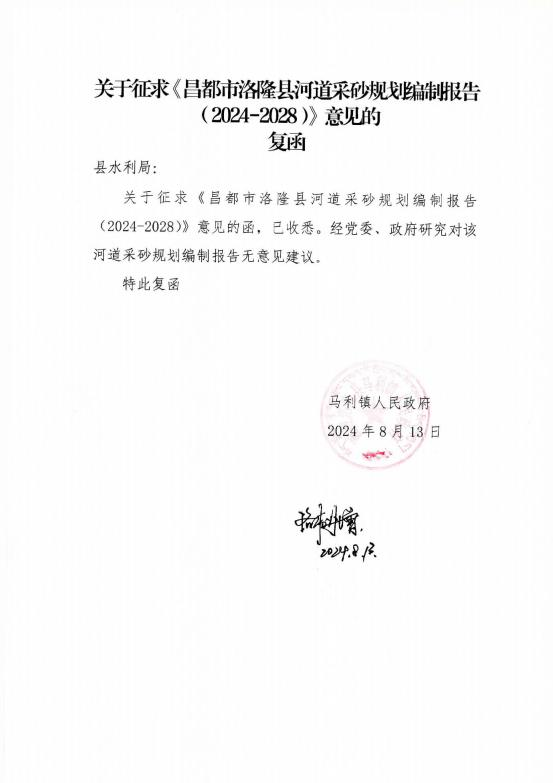 关于征求《昌都市洛隆县河道采砂规划编制报告
（2024-2028）》意见的
复函
县水利局：
关于征求《昌都市洛隆县河道采砂规划编制报告
（2024-2028)》意见的函，已收悉。经党委、政府研究对该
河道采砂规划编制报告无意见建议。
特此复函
马利镇人民政府
2024 年 8 月 13 日
2024.8.13.